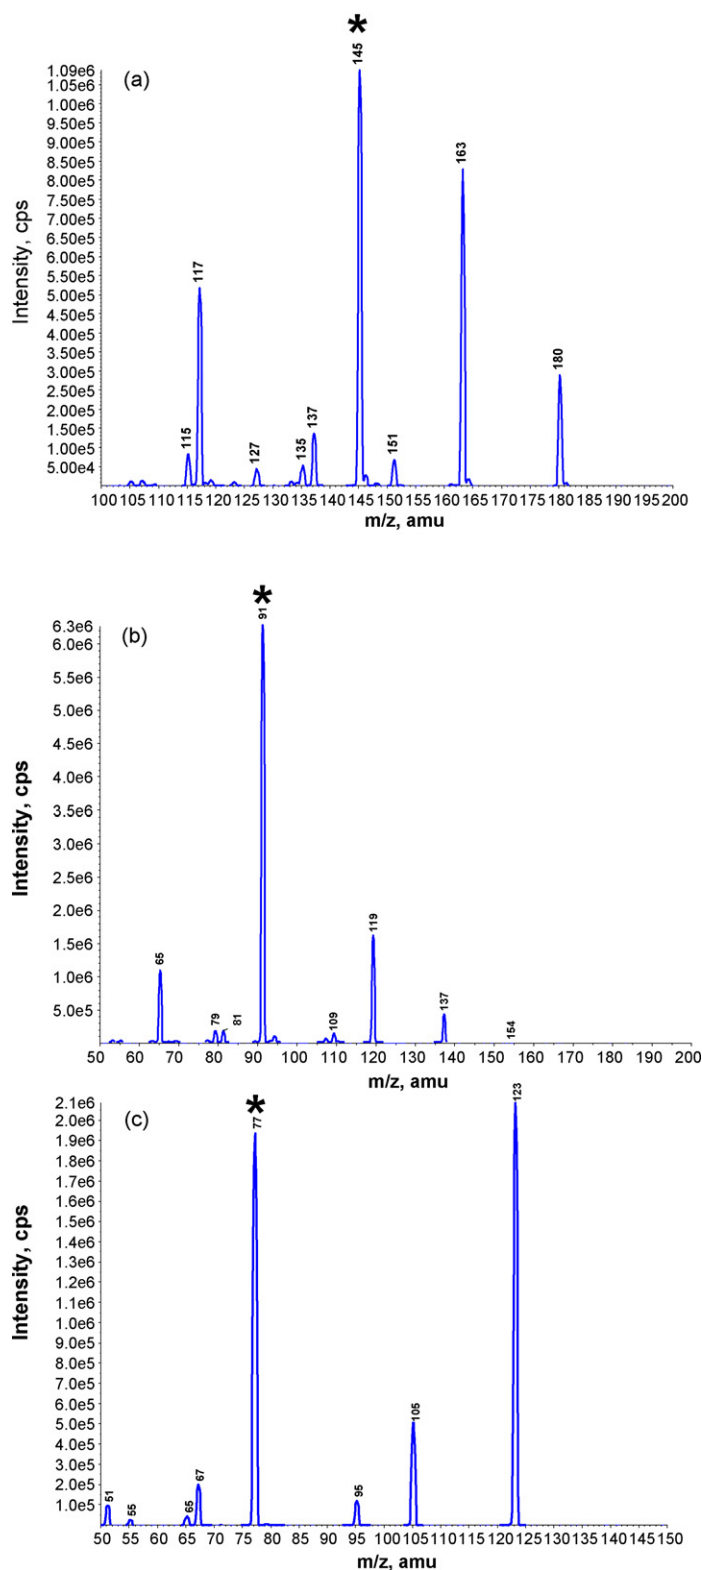 *
145
1.09e6
(a)
1.05e6
1.00e6
9.50e5
9.00e5
163
8.50e5
8.00e5
7.50e5
7.00e5
6.50e5
6.00e5
117
5.50e5
5.00e5
4.50e5
4.00e5
180
3.50e5
3.00e5
2.50e5
2.00e5
137
1.50e5
115
151
1.00e5
127
135
5.00e4
Intensity, cps
100 105 110 115 120 125 130 135 140 145 150 155 160 165 170 175 180 185 190 195 200
m/z, amu
*
91
6.3e6
(b)
6.0e6
5.5e6
5.0e6
4.5e6
4.0e6
3.5e6
3.0e6
2.5e6
2.0e6
119
1.5e6
65
1.0e6
137
5.0e5
79
81
109
154
Intensity, cps
50 60 70 80 90 100 110 120 130 140 150 160 170 180 190 200
m/z, amu
*
123
2.1e6
(c)
77
2.0e6
1.9e6
1.8e6
1.7e6
1.6e6
1.5e6
1.4e6
1.3e6
1.2e6
1.1e6
1.0e6
9.0e5
8.0e5
7.0e5
6.0e5
105
5.0e5
4.0e5
3.0e5
67
2.0e5
95
1.0e5
51
55
65
Intensity, cps
50 55 60 65 70 75 80 85 90 95 100 105 110 115 120 125 130 135 140 145 150
m/z, amu